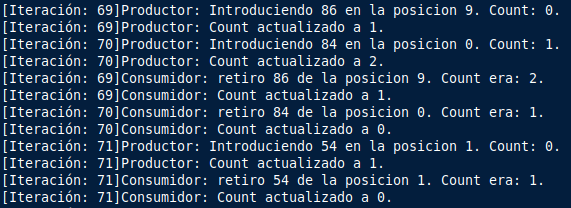 [Iteración: 69]Productor: Introduciendo 86 en la posicion 9. Count: 0.
[Iteración: 69]Productor: Count actualizado a 1.
[Iteración: 70]Productor: Introduciendo 84 en la posicion 0. Count: 1.
[Iteración: 70]Productor: Count actualizado a 2.
[Iteración: 69]Consumidor: retiro 86 de la posicion 9. Count era: 2.
[Iteración: 69]Consumidor: Count actualizado a 1.
[Iteración: 70]Consumidor: retiro 84 de la posicion 0. Count era: 1.
[Iteración: 70]Consumidor: Count actualizado a 0.
[Iteración: 71]Productor: Introduciendo 54 en la posicion 1. Count: 0.
[Iteración: 71]Productor: Count actualizado a 1.
[Iteración: 71]Consumidor: retiro 54 de la posicion 1. Count era: 1.
[Iteración: 71]Consumidor: Count actualizado a 0.